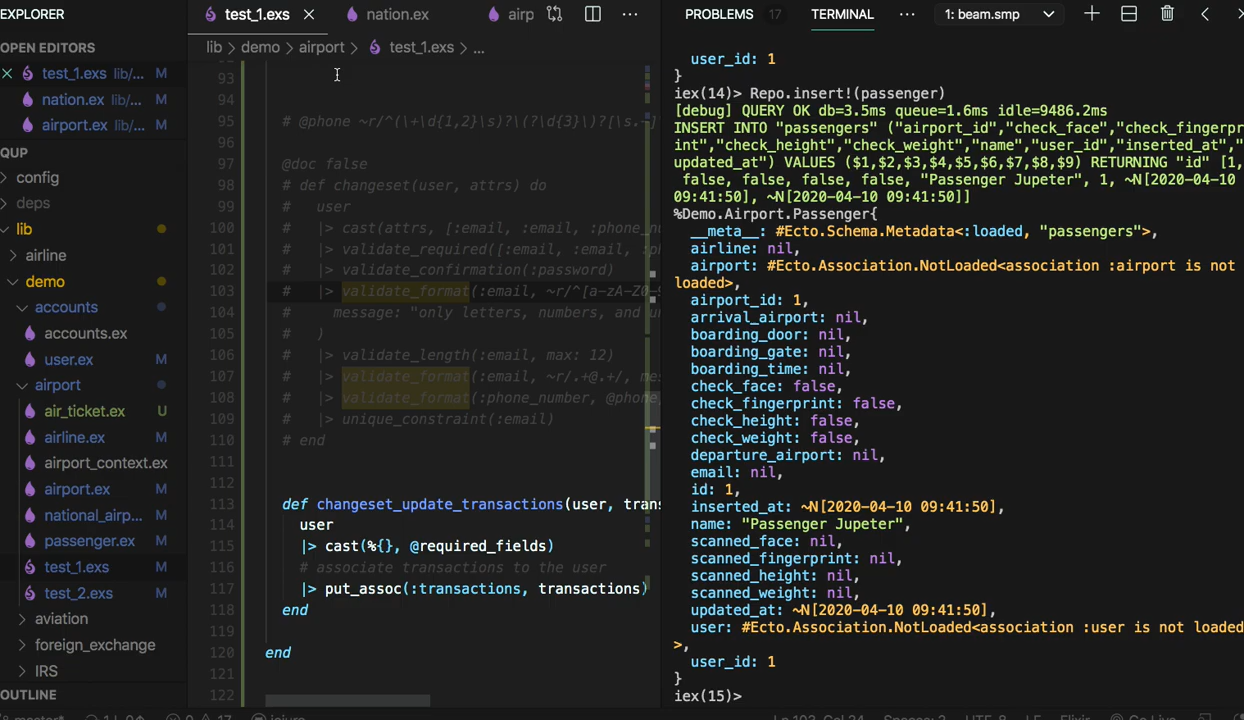 EXPLORER
OPEN EDITORS
test_1.exs lib/... M
nation.ex lib/... M
airport.ex lib/... M
QUP
config
deps
lib
airline
demo
accounts
accounts.ex
user.ex M
airport
air_ticket.ex U
airline.ex M
airport_context.ex
airport.ex M
national_airp... M
passenger.ex M
test_1.exs M
test_2.exs M
aviation
foreign_exchange
IRS
OUTLINE
test_1.exs nation.ex airp ...
lib > demo > airport > test_1.exs > ...
93
94
95 # @phone ~r/^(\+\d{1,2}\s)?\(?\d{3}\)?[\s.-]
96
97 @doc false
98 # def changeset(user, attrs) do
99 # user
100 # |> cast(attrs, [:email, :email, :phone_n
101 # |> validate_required([:email, :email, :ph
102 # |> validate_confirmation(:password)
103 # |> validate_format(:email, ~r/^[a-zA-Z0-9
104 # message: "only letters, numbers, and un
105 # )
106 # |> validate_length(:email, max: 12)
107 # |> validate_format(:email, ~r/.+@.+/, mes
108 # |> validate_format(:phone_number, @phone,
109 # |> unique_constraint(:email)
110 # end
111
112
113 def changeset_update_transactions(user, trans
114 user
115 |> cast(%{}, @required_fields)
116 # associate transactions to the user
117 |> put_assoc(:transactions, transactions)
118 end
119
120 end
121
122
PROBLEMS 17 TERMINAL ... 1: beam.smp
user_id: 1
}
iex(14)> Repo.insert!(passenger)
[debug] QUERY OK db=3.5ms queue=1.6ms idle=9486.2ms
INSERT INTO "passengers" ("airport_id","check_face","check_fingerpr
int","check_height","check_weight","name","user_id","inserted_at","
updated_at") VALUES ($1,$2,$3,$4,$5,$6,$7,$8,$9) RETURNING "id" [1,
false, false, false, false, "Passenger Jupeter", 1, ~N[2020-04-10
09:41:50], ~N[2020-04-10 09:41:50]]
%Demo.Airport.Passenger{
__meta__: #Ecto.Schema.Metadata<:loaded, "passengers">,
airline: nil,
airport: #Ecto.Association.NotLoaded<association :airport is not
loaded>,
airport_id: 1,
arrival_airport: nil,
boarding_door: nil,
boarding_gate: nil,
boarding_time: nil,
check_face: false,
check_fingerprint: false,
check_height: false,
check_weight: false,
departure_airport: nil,
email: nil,
id: 1,
inserted_at: ~N[2020-04-10 09:41:50],
name: "Passenger Jupeter",
scanned_face: nil,
scanned_fingerprint: nil,
scanned_height: nil,
scanned_weight: nil,
updated_at: ~N[2020-04-10 09:41:50],
user: #Ecto.Association.NotLoaded<association :user is not loaded
>,
user_id: 1
}
iex(15)>